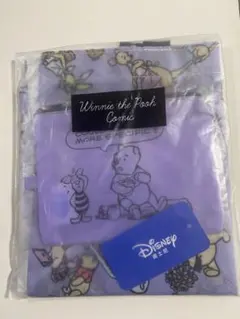 Winnie the Pooh
Comic
Disney
迪士尼